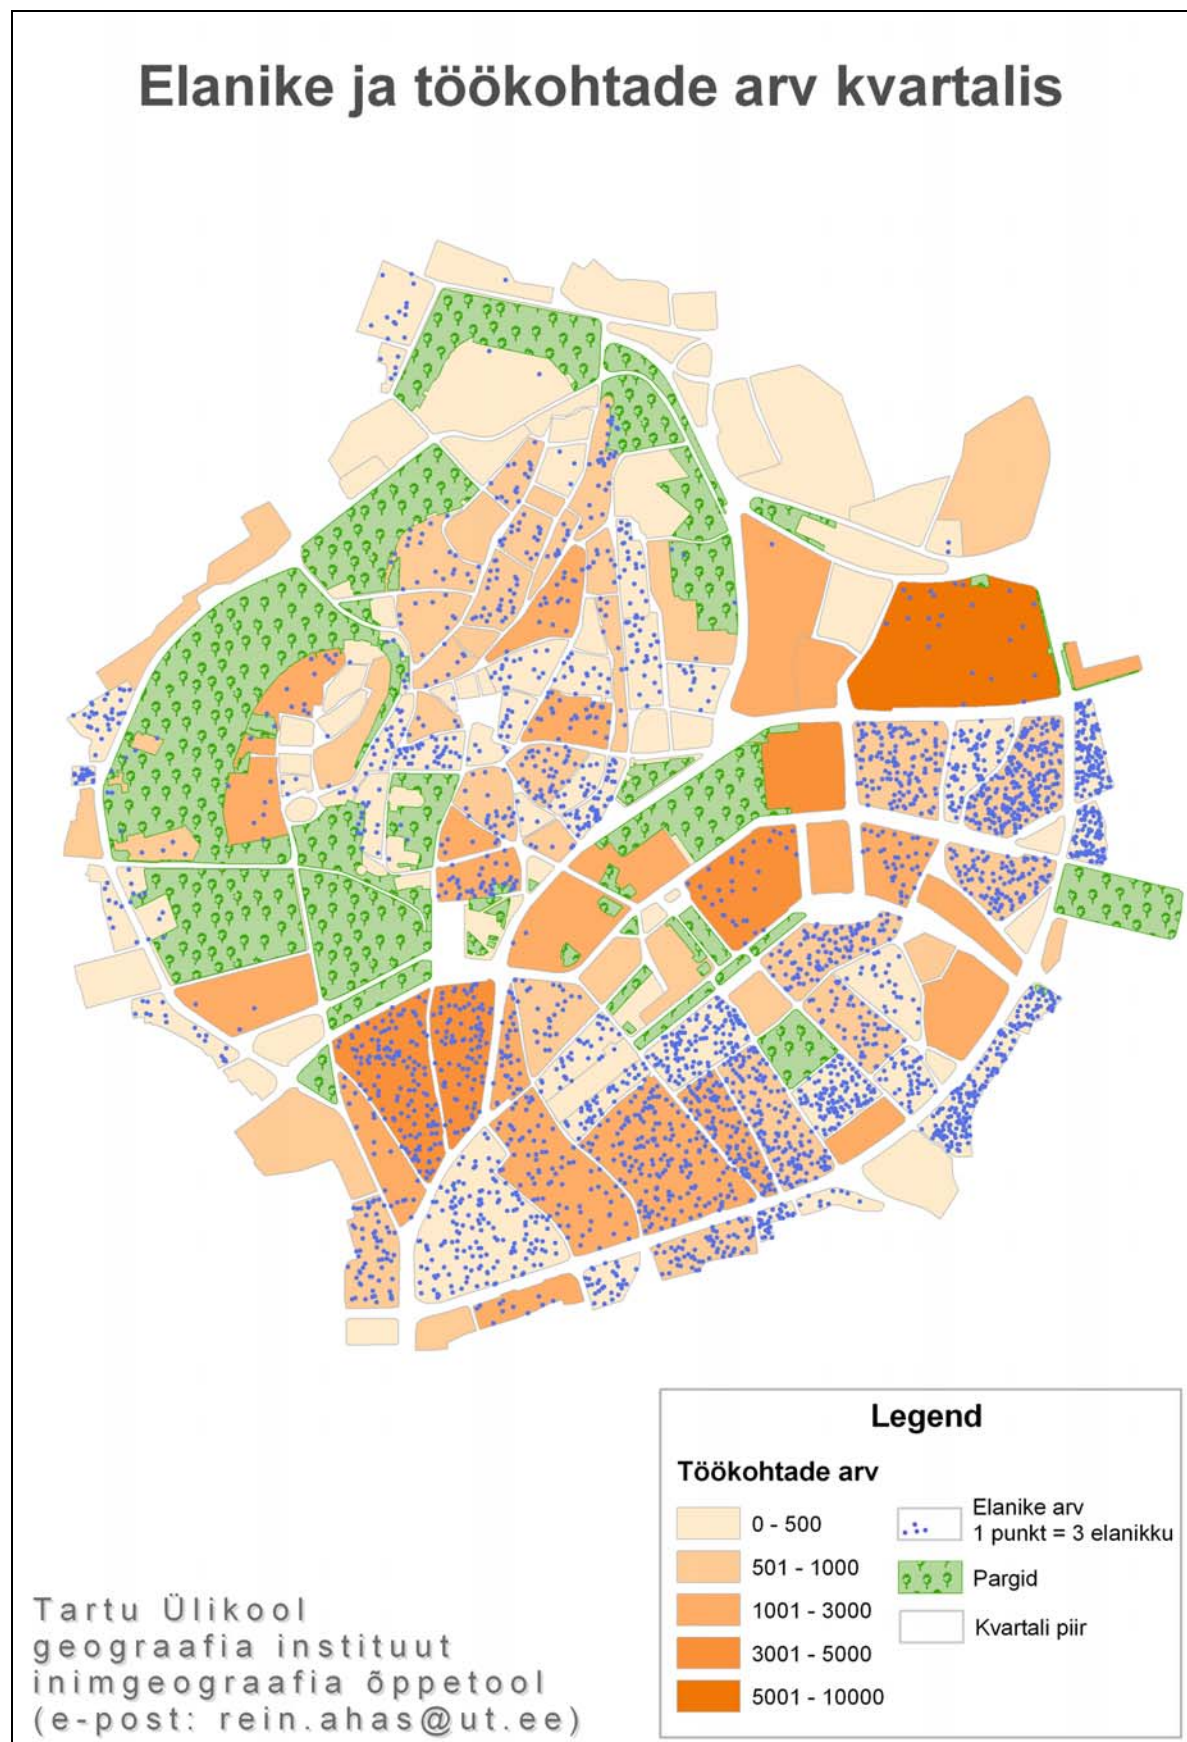 Elanike ja töökohtade arv kvartalis
Legend
Töökohtade arv
0 - 500
501 - 1000
1001 - 3000
3001 - 5000
5001 - 10000
Elanike arv
1 punkt = 3 elanikku
Pargid
Kvartali piir
Tartu Ülikool
geograafia instituut
inimgeograafia õppetool
(e-post: rein.ahas@ut.ee)